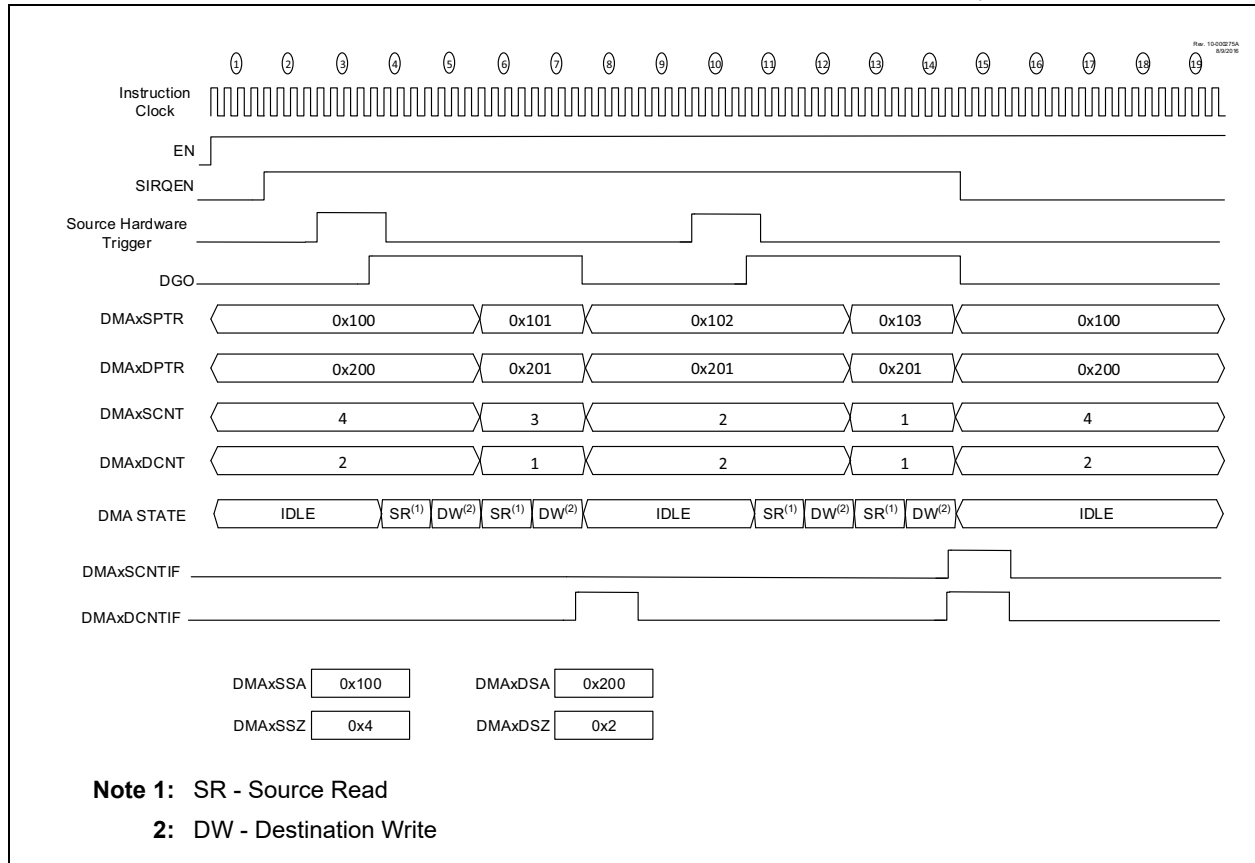 Rev. 10-000275A
8/9/2016
1 2 3 4 5 6 7 8 9 10 11 12 13 14 15 16 17 18 19
Instruction
Clock
EN
SIRQEN
Source Hardware
Trigger
DGO
DMAxSPTR 0x100 0x101 0x102 0x103 0x100
DMAxDPTR 0x200 0x201 0x201 0x201 0x200
DMAxSCNT 4 3 2 1 4
DMAxDCNT 2 1 2 1 2
DMA STATE IDLE SR(1) DW(2) SR(1) DW(2) IDLE SR(1) DW(2) SR(1) DW(2) IDLE
DMAxSCNTIF
DMAxDCNTIF
DMAxSSA 0x100 DMAxDSA 0x200
DMAxSSZ 0x4 DMAxDSZ 0x2
Note 1: SR - Source Read
2: DW - Destination Write